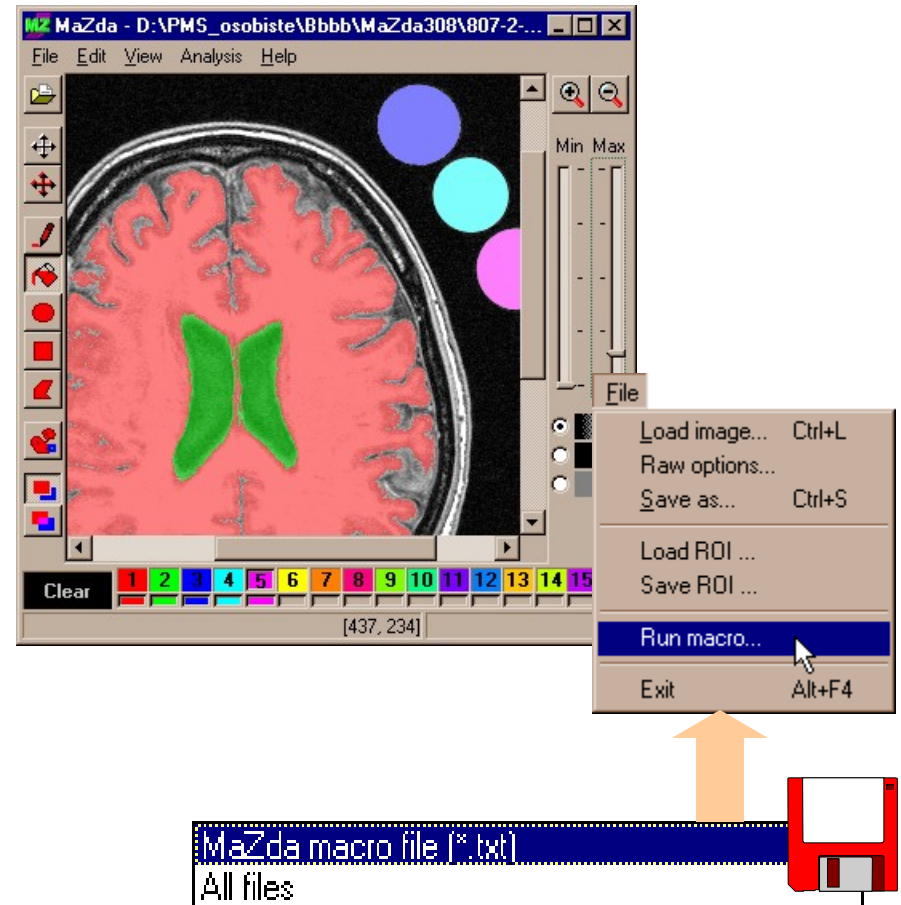 MZ MaZda - D:\PMS_osobiste\Bbbb\MaZda308\807-2-...
File Edit View Analysis Help
Min Max
File
Load image... Ctrl+L
Raw options...
Save as... Ctrl+S
Load ROI ...
Save ROI ...
Run macro...
Exit Alt+F4
Clear 1 2 3 4 5 6 7 8 9 10 11 12 13 14 15
[437, 234]
MaZda macro file (*.txt)
All files